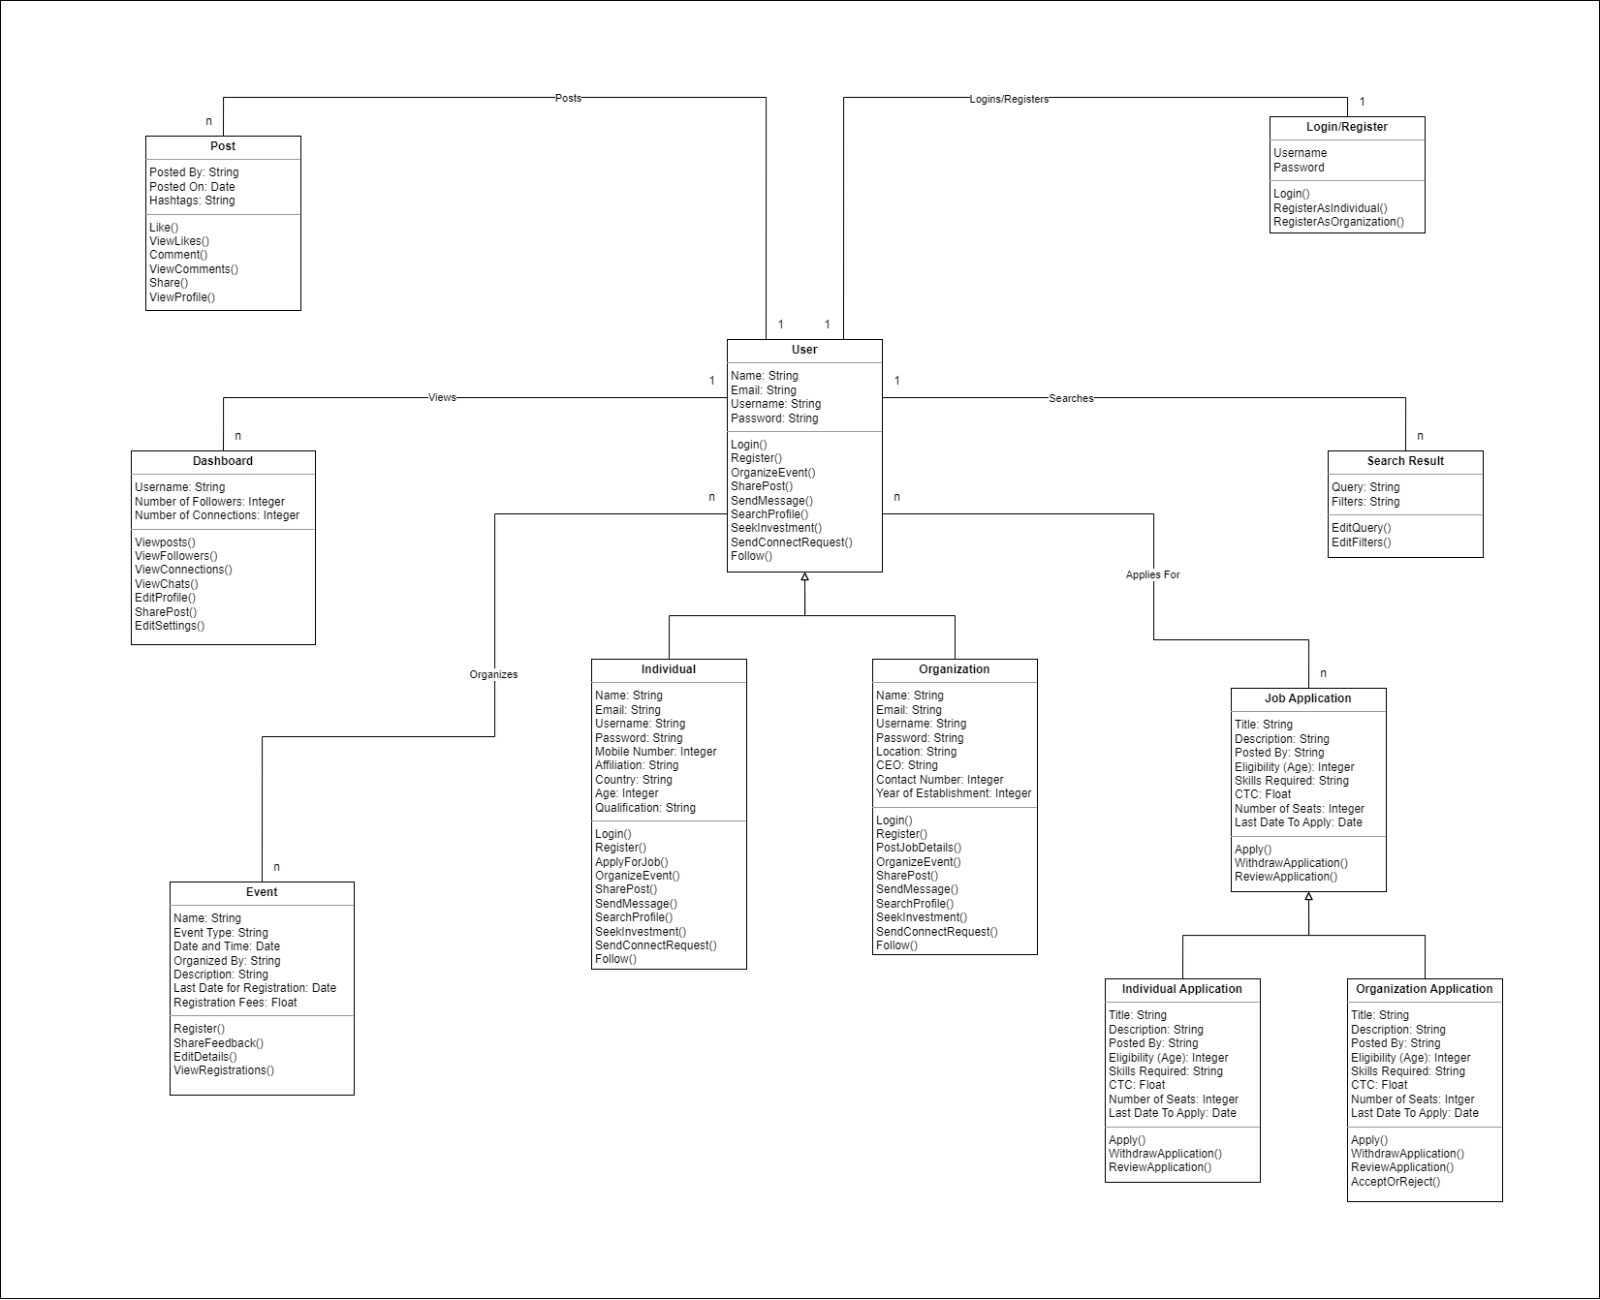 Posts
n
Post
Posted By: String
Posted On: Date
Hashtags: String
Like()
ViewLikes()
Comment()
ViewComments()
Share()
ViewProfile()
Logins/Registers
1
Login/Register
Username
Password
Login()
RegisterAsIndividual()
RegisterAsOrganization()
1
1
User
Name: String
Email: String
Username: String
Password: String
Login()
Register()
OrganizeEvent()
SharePost()
SendMessage()
SearchProfile()
SeekInvestment()
SendConnectRequest()
Follow()
1
Views
n
Dashboard
Username: String
Number of Followers: Integer
Number of Connections: Integer
Viewposts()
ViewFollowers()
ViewConnections()
ViewChats()
EditProfile()
SharePost()
EditSettings()
1
Searches
n
Search Result
Query: String
Filters: String
EditQuery()
EditFilters()
n
Organizes
n
Event
Name: String
Event Type: String
Date and Time: Date
Organized By: String
Description: String
Last Date for Registration: Date
Registration Fees: Float
Register()
ShareFeedback()
EditDetails()
ViewRegistrations()
Individual
Name: String
Email: String
Username: String
Password: String
Mobile Number: Integer
Affiliation: String
Country: String
Age: Integer
Qualification: String
Login()
Register()
ApplyForJob()
OrganizeEvent()
SharePost()
SendMessage()
SearchProfile()
SeekInvestment()
SendConnectRequest()
Follow()
Organization
Name: String
Email: String
Username: String
Password: String
Location: String
CEO: String
Contact Number: Integer
Year of Establishment: Integer
Login()
Register()
PostJobDetails()
OrganizeEvent()
SharePost()
SendMessage()
SearchProfile()
SeekInvestment()
SendConnectRequest()
Follow()
n
Applies For
n
Job Application
Title: String
Description: String
Posted By: String
Eligibility (Age): Integer
Skills Required: String
CTC: Float
Number of Seats: Integer
Last Date To Apply: Date
Apply()
WithdrawApplication()
ReviewApplication()
Individual Application
Title: String
Description: String
Posted By: String
Eligibility (Age): Integer
Skills Required: String
CTC: Float
Number of Seats: Integer
Last Date To Apply: Date
Apply()
WithdrawApplication()
ReviewApplication()
Organization Application
Title: String
Description: String
Posted By: String
Eligibility (Age): Integer
Skills Required: String
CTC: Float
Number of Seats: Intger
Last Date To Apply: Date
Apply()
WithdrawApplication()
ReviewApplication()
AcceptOrReject()